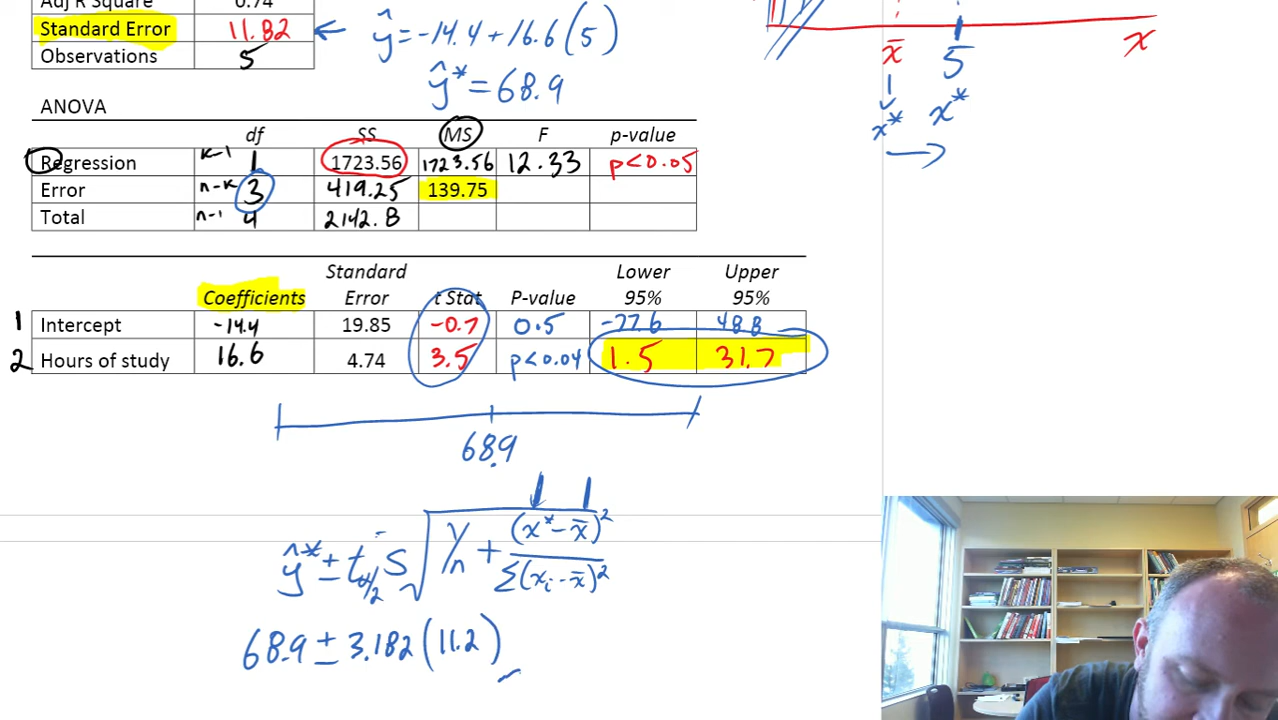 Adj R Square 0.74
Standard Error 11.82 ←
Observations 5
ŷ = -14.4 + 16.6 (5)
ŷ* = 68.9
x̄ 5 x
x* x*
ANOVA
df SS MS F p-value
Regression k-1 1 1723.56 1723.56 12.33 p<0.05
Error n-k 3 419.25 139.75
Total n-1 4 2142.8
Coefficients Standard Error t Stat P-value Lower 95% Upper 95%
1 Intercept -14.4 19.85 -0.7 0.5 -77.6 48.8
2 Hours of study 16.6 4.74 3.5 p<0.04 1.5 31.7
68.9
ŷ* ± t α/2 S √ 1/n + (x* - x̄)² / Σ(xᵢ - x̄)²
68.9 ± 3.182 (11.2)